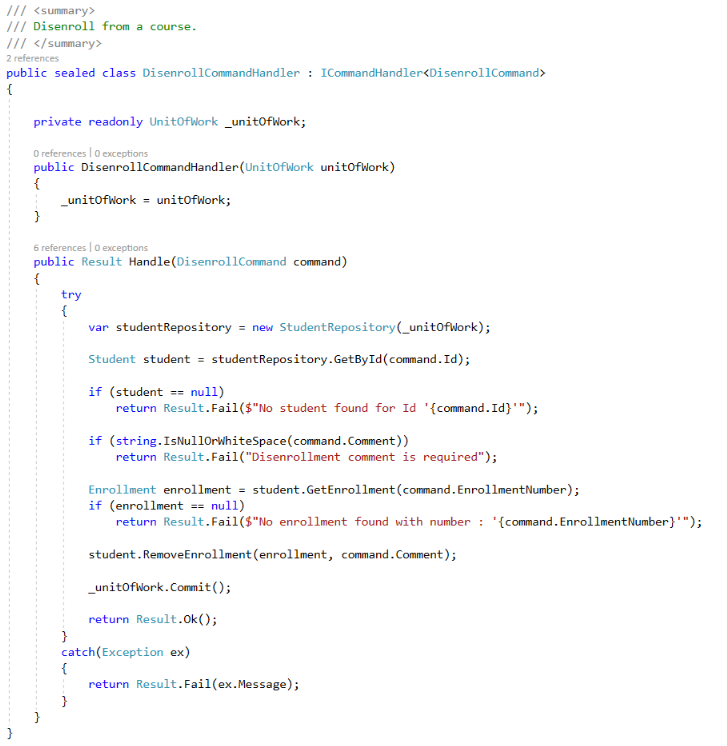 /// <summary>
/// Disenroll from a course.
/// </summary>
2 references
public sealed class DisenrollCommandHandler : ICommandHandler<DisenrollCommand>
{
private readonly UnitOfWork _unitOfWork;
0 references | 0 exceptions
public DisenrollCommandHandler(UnitOfWork unitOfWork)
{
_unitOfWork = unitOfWork;
}
6 references | 0 exceptions
public Result Handle(DisenrollCommand command)
{
try
{
var studentRepository = new StudentRepository(_unitOfWork);
Student student = studentRepository.GetById(command.Id);
if (student == null)
return Result.Fail($"No student found for Id '{command.Id}'");
if (string.IsNullOrWhiteSpace(command.Comment))
return Result.Fail("Disenrollment comment is required");
Enrollment enrollment = student.GetEnrollment(command.EnrollmentNumber);
if (enrollment == null)
return Result.Fail($"No enrollment found with number : '{command.EnrollmentNumber}'");
student.RemoveEnrollment(enrollment, command.Comment);
_unitOfWork.Commit();
return Result.Ok();
}
catch(Exception ex)
{
return Result.Fail(ex.Message);
}
}
}